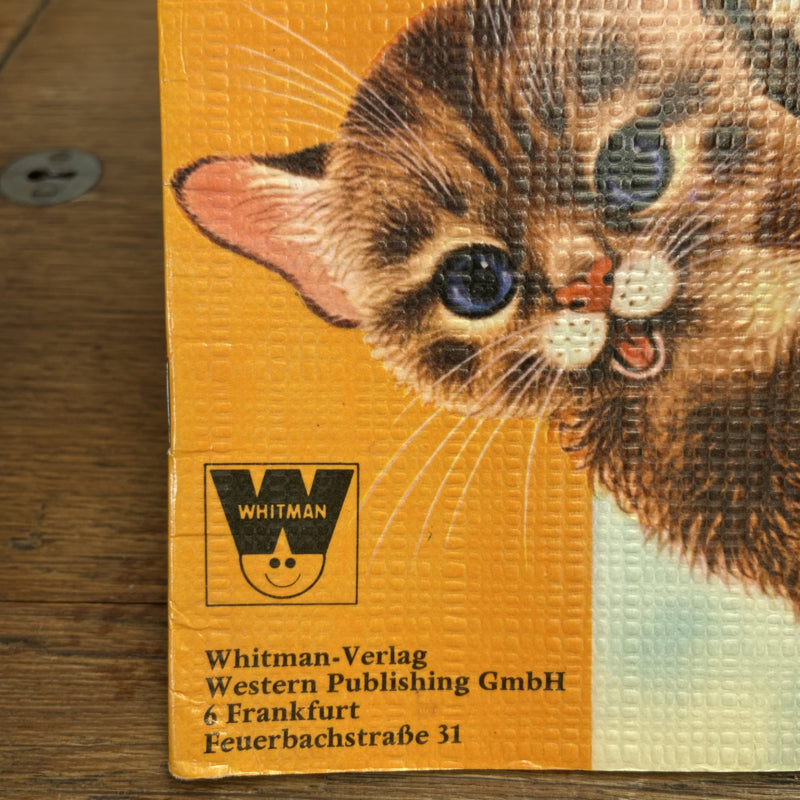 WHITMAN
Whitman-Verlag
Western Publishing GmbH
6 Frankfurt
Feuerbachstraße 31